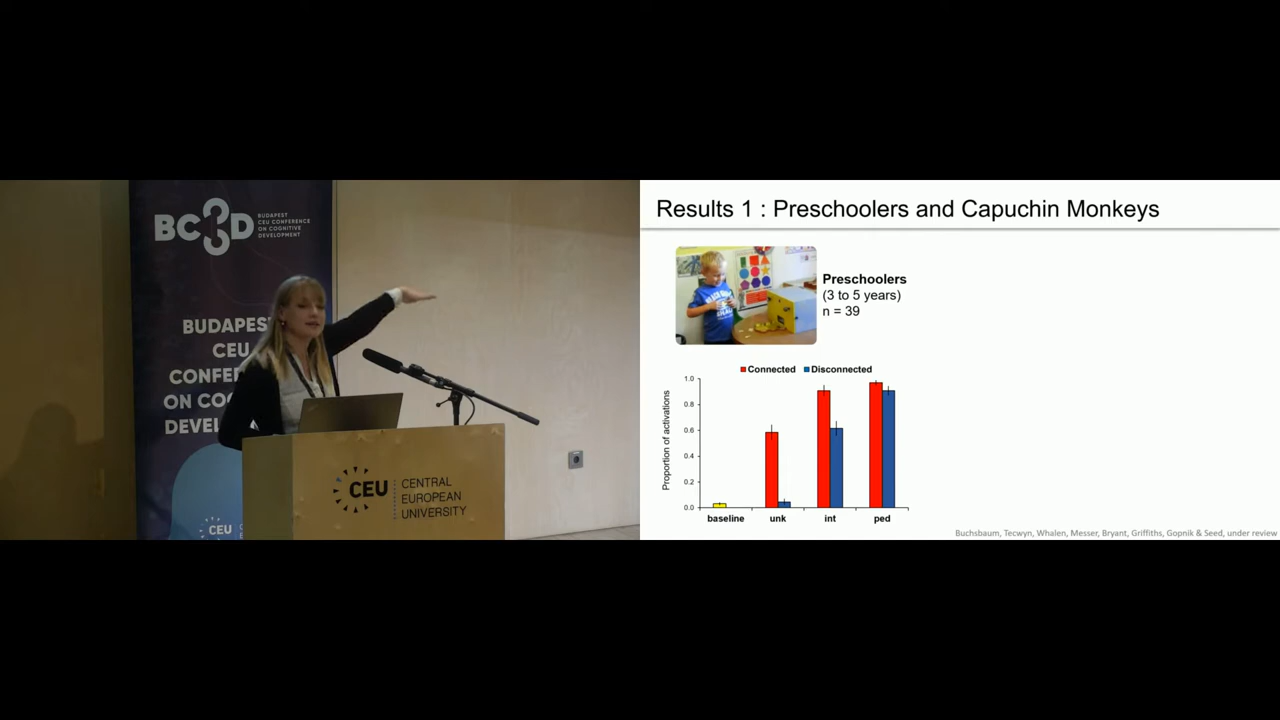 BC3D
BUDAPEST
CEU CONFERENCE
ON COGNITIVE
DEVELOPMENT
CEU
CONFE
ON COG
DEVEL
CEU
CEU
CENTRAL
EUROPEAN
UNIVERSITY
Results 1 : Preschoolers and Capuchin Monkeys
Preschoolers
(3 to 5 years)
n = 39
Connected Disconnected
Proportion of activations
1.0
0.8
0.6
0.4
0.2
0.0
baseline unk int ped
Buchsbaum, Tecwyn, Whalen, Messer, Bryant, Griffiths, Gopnik & Seed, under review